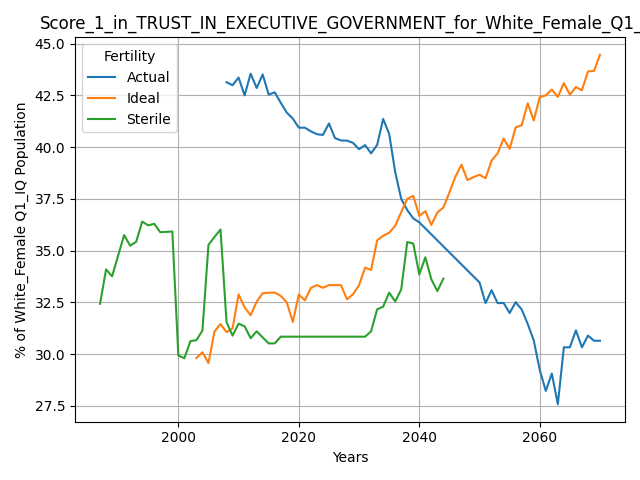 Score_1_in_TRUST_IN_EXECUTIVE_GOVERNMENT_for_White_Female_Q1_
Fertility
Actual
Ideal
Sterile
% of White_Female Q1_IQ Population
45.0
42.5
40.0
37.5
35.0
32.5
30.0
27.5
2000
2020
2040
2060
Years